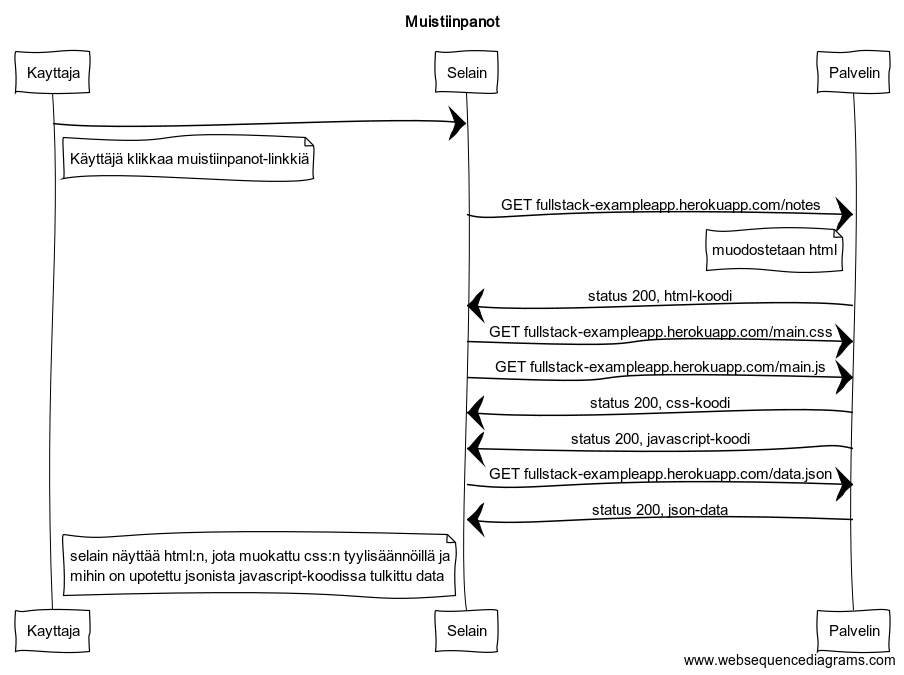 Muistiinpanot
Kayttaja
Selain
Palvelin
Käyttäjä klikkaa muistiinpanot-linkkiä
GET fullstack-exampleapp.herokuapp.com/notes
muodostetaan html
status 200, html-koodi
GET fullstack-exampleapp.herokuapp.com/main.css
GET fullstack-exampleapp.herokuapp.com/main.js
status 200, css-koodi
status 200, javascript-koodi
GET fullstack-exampleapp.herokuapp.com/data.json
status 200, json-data
selain näyttää html:n, jota muokattu css:n tyylisäännöillä ja
mihin on upotettu jsonista javascript-koodissa tulkittu data
Kayttaja
Selain
Palvelin
www.websequencediagrams.com